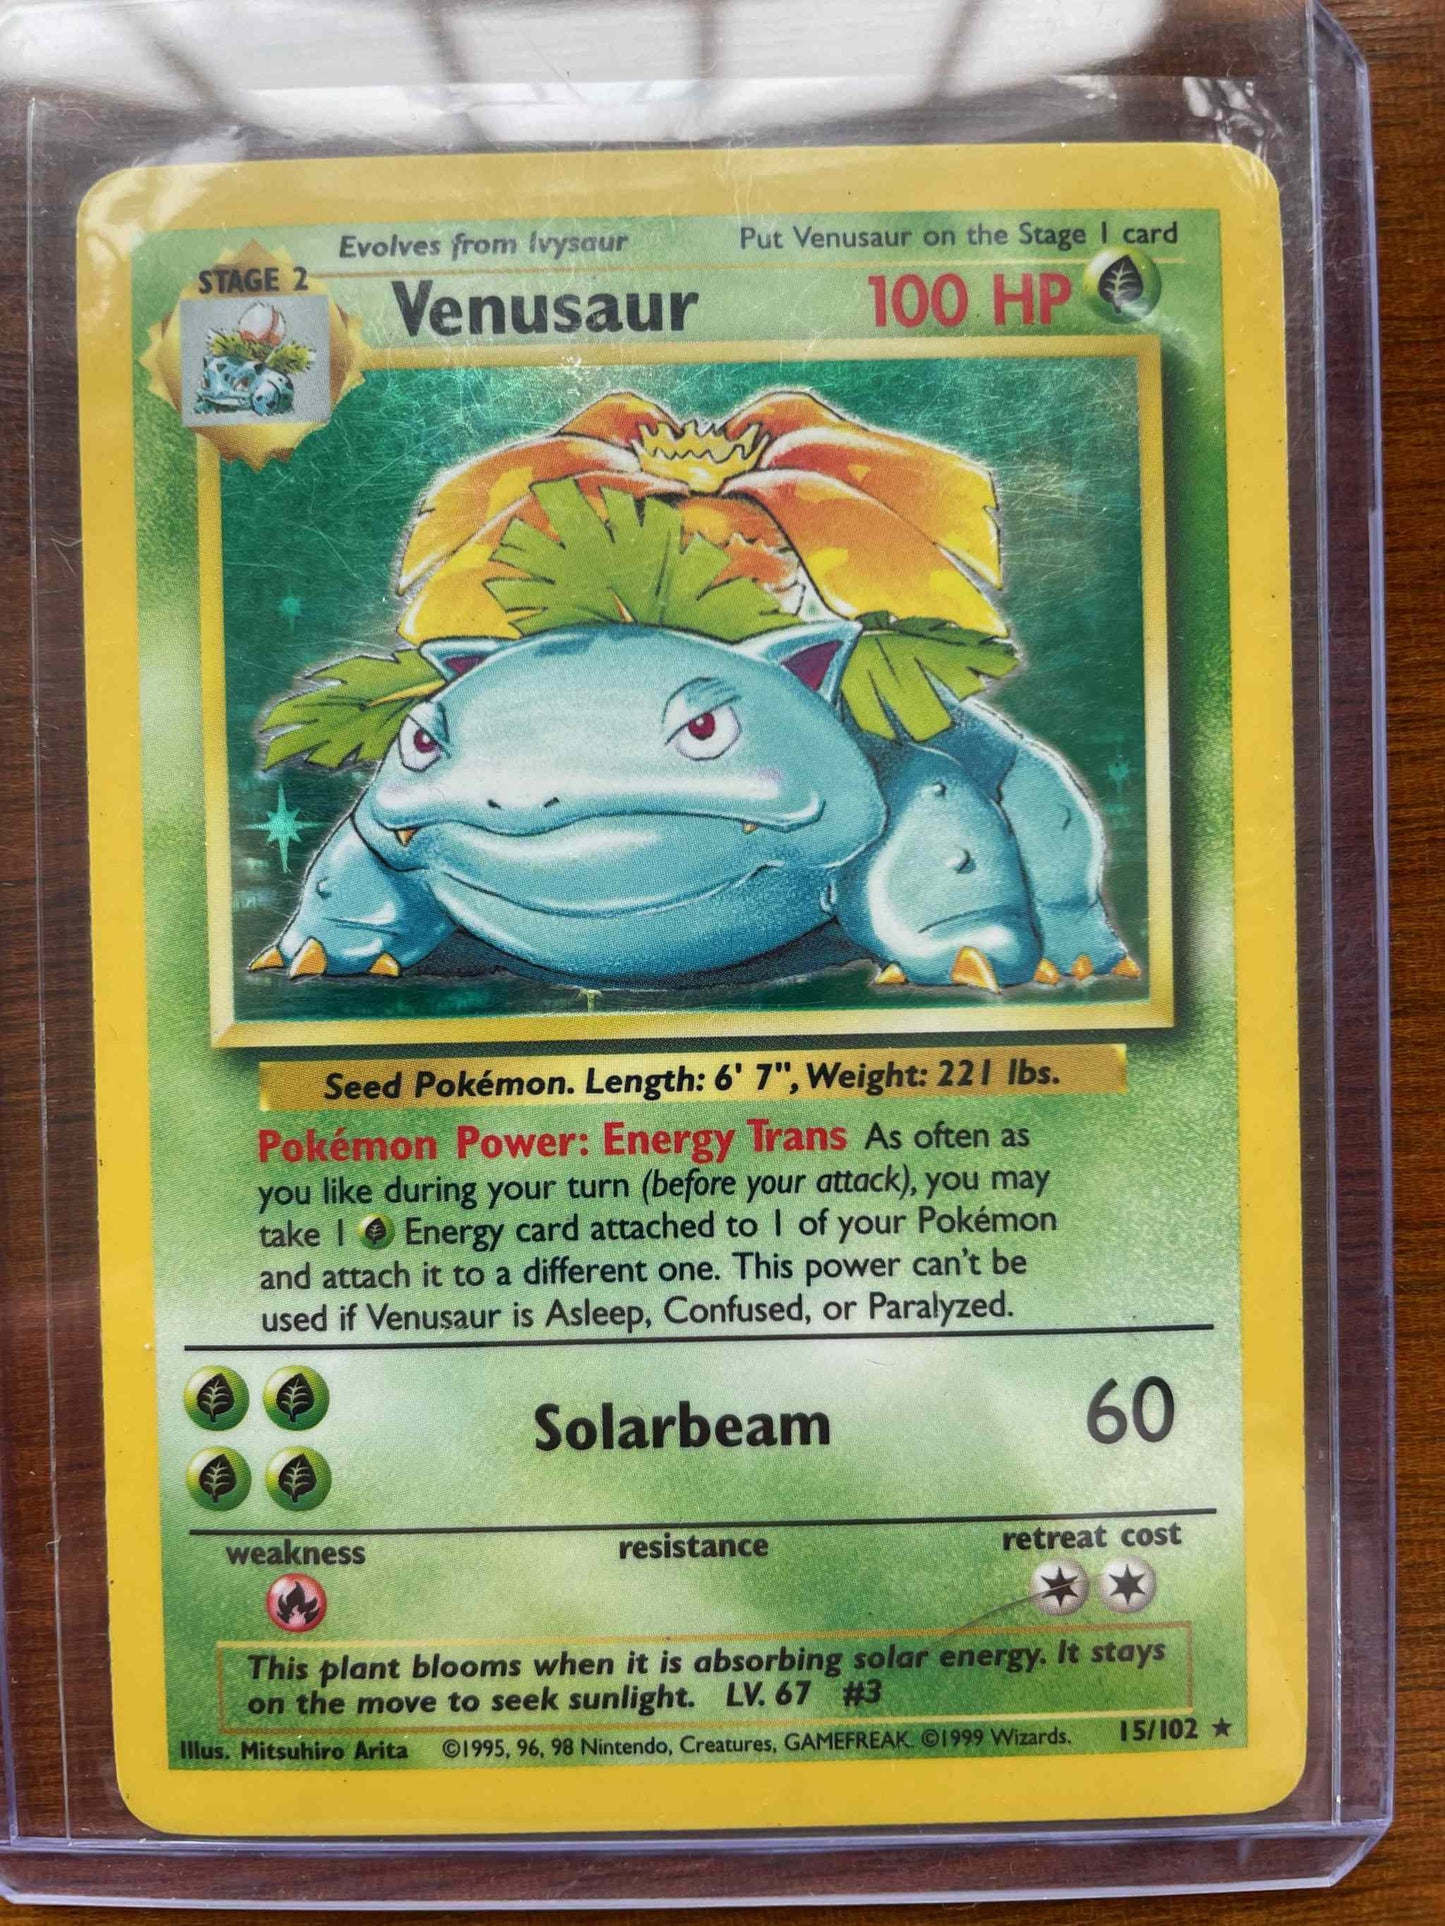 Evolves from Ivysaur
Put Venusaur on the Stage 1 card
STAGE 2
Venusaur
100 HP
Seed Pokémon. Length: 6' 7", Weight: 221 lbs.
Pokémon Power: Energy Trans As often as
you like during your turn (before your attack), you may
take 1 Energy card attached to 1 of your Pokémon
and attach it to a different one. This power can't be
used if Venusaur is Asleep, Confused, or Paralyzed.
Solarbeam
60
weakness
resistance
retreat cost
This plant blooms when it is absorbing solar energy. It stays
on the move to seek sunlight. LV. 67 #3
Illus. Mitsuhiro Arita ©1995, 96, 98 Nintendo, Creatures, GAMEFREAK. ©1999 Wizards. 15/102 ★